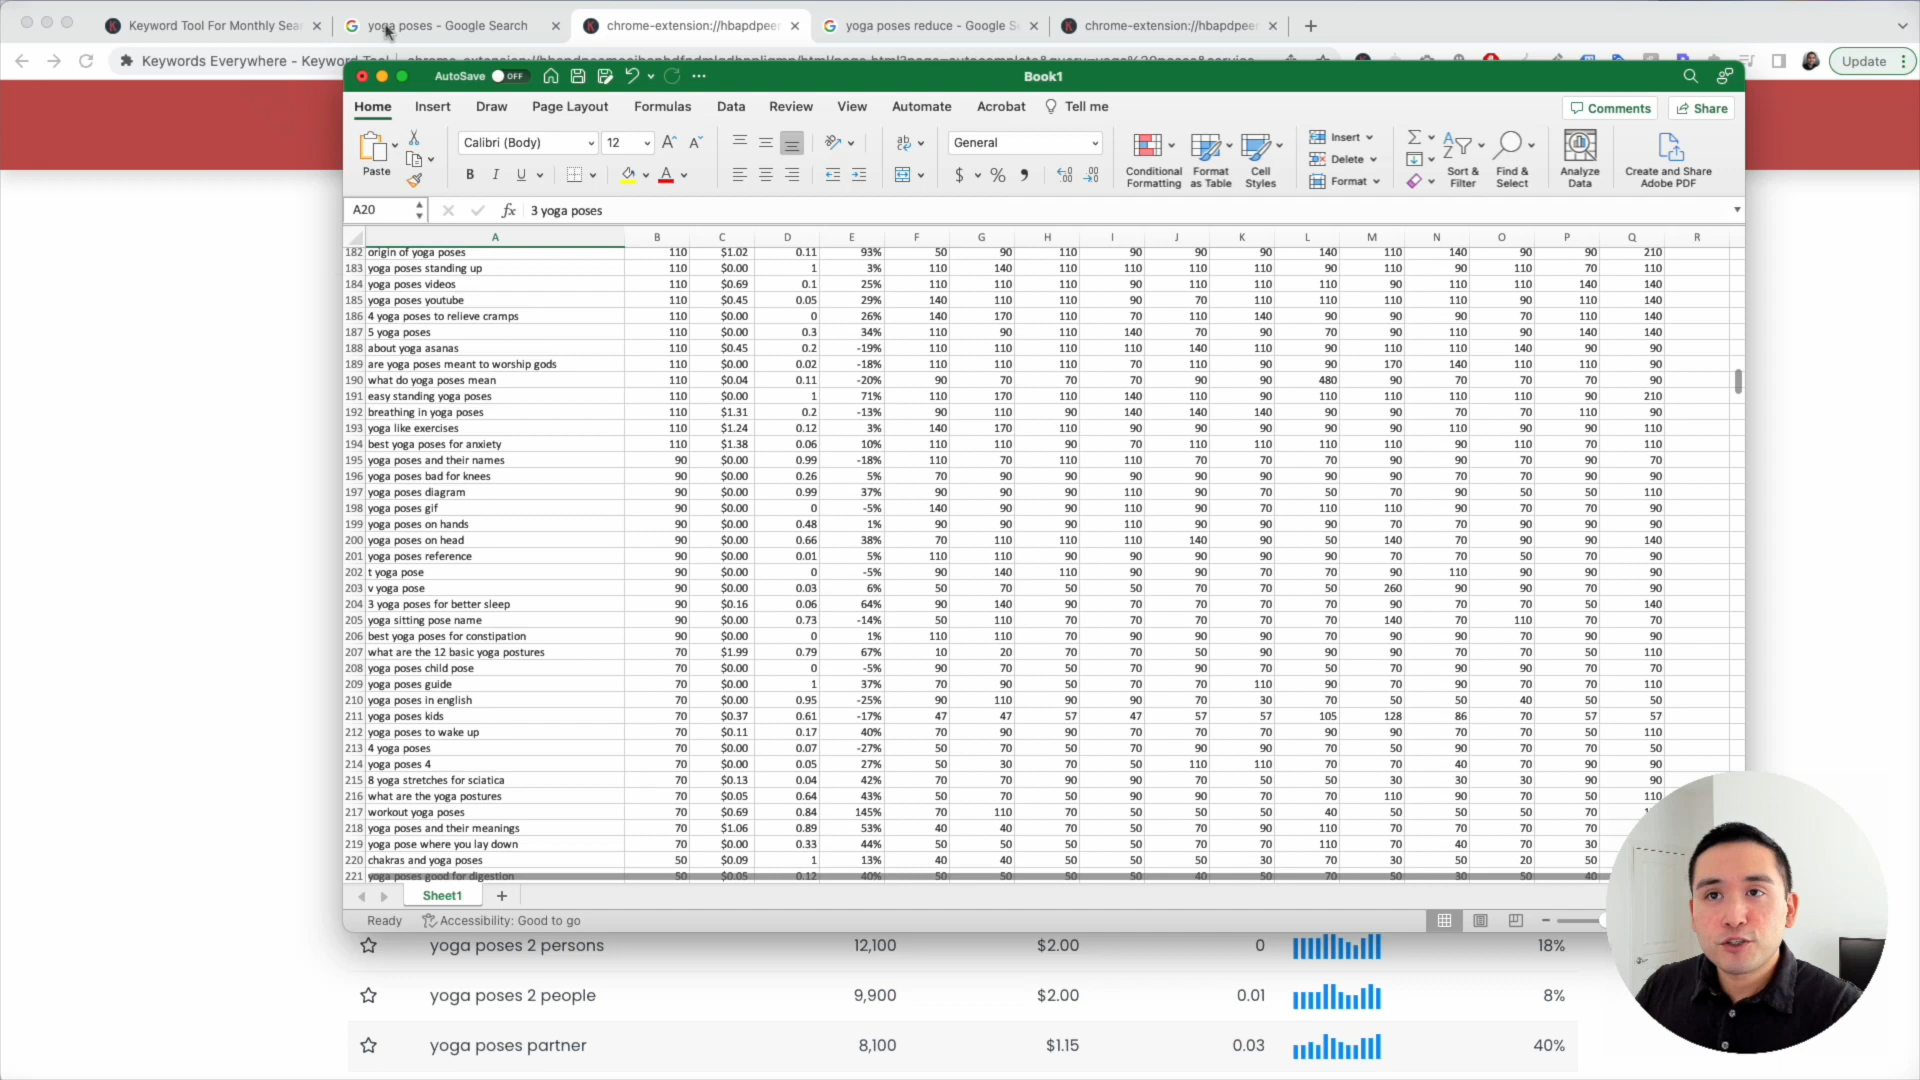 Keyword Tool For Monthly Sear
yoga poses - Google Search
chrome-extension://hbapdpeer
yoga poses reduce - Google S
chrome-extension://hbapdpeer
Keywords Everywhere - Keyword Tool
Update
AutoSave OFF
Book1
Home Insert Draw Page Layout Formulas Data Review View Automate Acrobat Tell me
Comments Share
Paste
Calibri (Body) 12
General
Conditional Formatting
Format as Table
Cell Styles
Insert
Delete
Format
Sort & Filter
Find & Select
Analyze Data
Create and Share Adobe PDF
A20 fx 3 yoga poses
A B C D E F G H I J K L M N O P Q R
182 origin of yoga poses 110 $1.02 0.11 93% 50 90 110 90 90 90 140 110 140 90 90 210
183 yoga poses standing up 110 $0.00 1 3% 110 140 110 110 110 110 90 110 90 110 70 110
184 yoga poses videos 110 $0.69 0.1 25% 110 110 110 90 110 110 110 90 110 110 140 140
185 yoga poses youtube 110 $0.45 0.05 29% 140 110 110 90 70 110 110 110 110 90 110 140
186 4 yoga poses to relieve cramps 110 $0.00 0 26% 140 170 110 70 110 140 90 90 90 70 110 140
187 5 yoga poses 110 $0.00 0.3 34% 110 90 110 140 70 90 70 90 110 90 140 140
188 about yoga asanas 110 $0.45 0.2 -19% 110 110 110 110 140 110 90 110 110 140 90 90
189 are yoga poses meant to worship gods 110 $0.00 0.02 -18% 110 110 110 70 110 90 90 170 140 110 110 90
190 what do yoga poses mean 110 $0.04 0.11 -20% 90 70 70 70 90 90 480 90 70 70 70 90
191 easy standing yoga poses 110 $0.00 1 71% 110 170 110 140 110 90 110 110 110 110 90 210
192 breathing in yoga poses 110 $1.31 0.2 -13% 90 110 90 140 140 140 90 90 70 70 110 90
193 yoga like exercises 110 $1.24 0.12 3% 140 170 110 90 90 90 90 90 110 90 90 110
194 best yoga poses for anxiety 110 $1.38 0.06 10% 110 110 90 70 110 110 110 110 90 110 70 110
195 yoga poses and their names 90 $0.00 0.99 -18% 110 70 110 110 70 70 70 90 90 70 90 70
196 yoga poses bad for knees 90 $0.00 0.26 5% 70 90 90 90 90 90 90 70 90 70 70 90
197 yoga poses diagram 90 $0.00 0.99 37% 90 90 90 110 90 70 50 70 90 50 50 110
198 yoga poses gif 90 $0.00 0 -5% 140 90 90 110 90 70 110 110 90 70 70 90
199 yoga poses on hands 90 $0.00 0.48 1% 90 90 90 110 90 90 90 70 70 90 90 90
200 yoga poses on head 90 $0.00 0.66 38% 70 110 110 110 140 90 50 140 70 90 90 140
201 yoga poses reference 90 $0.00 0.01 5% 110 110 90 90 90 90 90 70 70 50 70 90
202 t yoga pose 90 $0.00 0 -5% 90 140 110 90 90 70 70 90 110 90 90 90
203 v yoga pose 90 $0.00 0.03 6% 50 70 50 50 70 70 50 260 90 90 70 90
204 3 yoga poses for better sleep 90 $0.16 0.06 64% 90 140 90 70 70 70 70 90 70 70 50 140
205 yoga sitting pose name 90 $0.00 0.73 -14% 50 110 70 70 70 70 70 140 70 110 70 70
206 best yoga poses for constipation 90 $0.00 0 1% 110 110 70 90 90 90 90 90 70 70 70 90
207 what are the 12 basic yoga postures 70 $1.99 0.79 67% 10 20 70 70 50 90 90 90 70 70 50 110
208 yoga poses child pose 70 $0.00 0 -5% 90 70 50 70 90 70 50 70 90 90 70 70
209 yoga poses guide 70 $0.00 1 37% 70 90 50 70 70 110 90 70 90 70 70 110
210 yoga poses in english 70 $0.00 0.95 -25% 90 110 90 90 70 30 70 50 50 40 50 50
211 yoga poses kids 70 $0.37 0.61 -17% 47 47 57 47 57 57 105 128 86 70 57 57
212 yoga poses to wake up 70 $0.11 0.17 40% 70 90 90 70 70 70 90 90 70 70 50 110
213 4 yoga poses 70 $0.00 0.07 -27% 50 70 50 70 90 90 70 50 90 70 70 50
214 yoga poses 4 70 $0.00 0.05 27% 50 30 70 50 110 110 70 70 40 70 90 90
215 8 yoga stretches for sciatica 70 $0.13 0.04 42% 70 70 90 90 70 50 50 30 30 30 90 90
216 what are the yoga postures 70 $0.05 0.64 43% 50 70 50 90 90 70 70 110 90 70 50 110
217 workout yoga poses 70 $0.69 0.84 145% 70 110 70 50 50 50 40 50 50 50 70
218 yoga poses and their meanings 70 $1.06 0.89 53% 40 40 70 50 70 90 110 70 70 70 70
219 yoga pose where you lay down 70 $0.00 0.33 44% 50 50 50 50 70 70 110 70 40 70 30
220 chakras and yoga poses 50 $0.09 1 13% 40 40 50 50 50 30 70 30 50 20 50
221 yoga poses good for digestion 50 $0.05 0.12 40% 50 50 50 50 40 50 70 50 30 50 40
Sheet1
Ready Accessibility: Good to go
yoga poses 2 persons 12,100 $2.00 0 18%
yoga poses 2 people 9,900 $2.00 0.01 8%
yoga poses partner 8,100 $1.15 0.03 40%